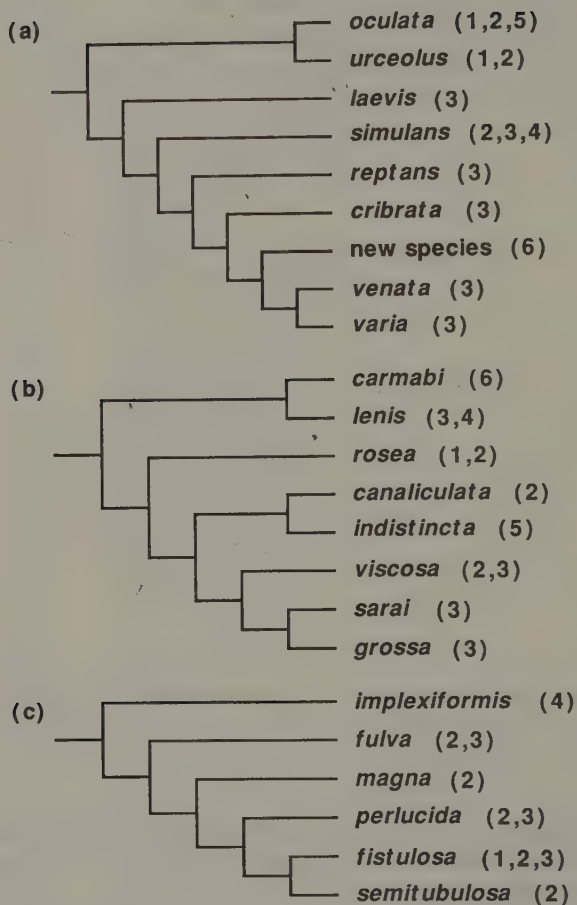 (a)
oculata (1,2,5)
urceolus (1,2)
laevis (3)
simulans (2,3,4)
reptans (3)
cribrata (3)
new species (6)
venata (3)
varia (3)
(b)
carmabi (6)
lenis (3,4)
rosea (1,2)
canaliculata (2)
indistincta (5)
viscosa (2,3)
sarai (3)
grossa (3)
(c)
implexiformis (4)
fulva (2,3)
magna (2)
perlucida (2,3)
fistulosa (1,2,3)
semitubulosa (2)